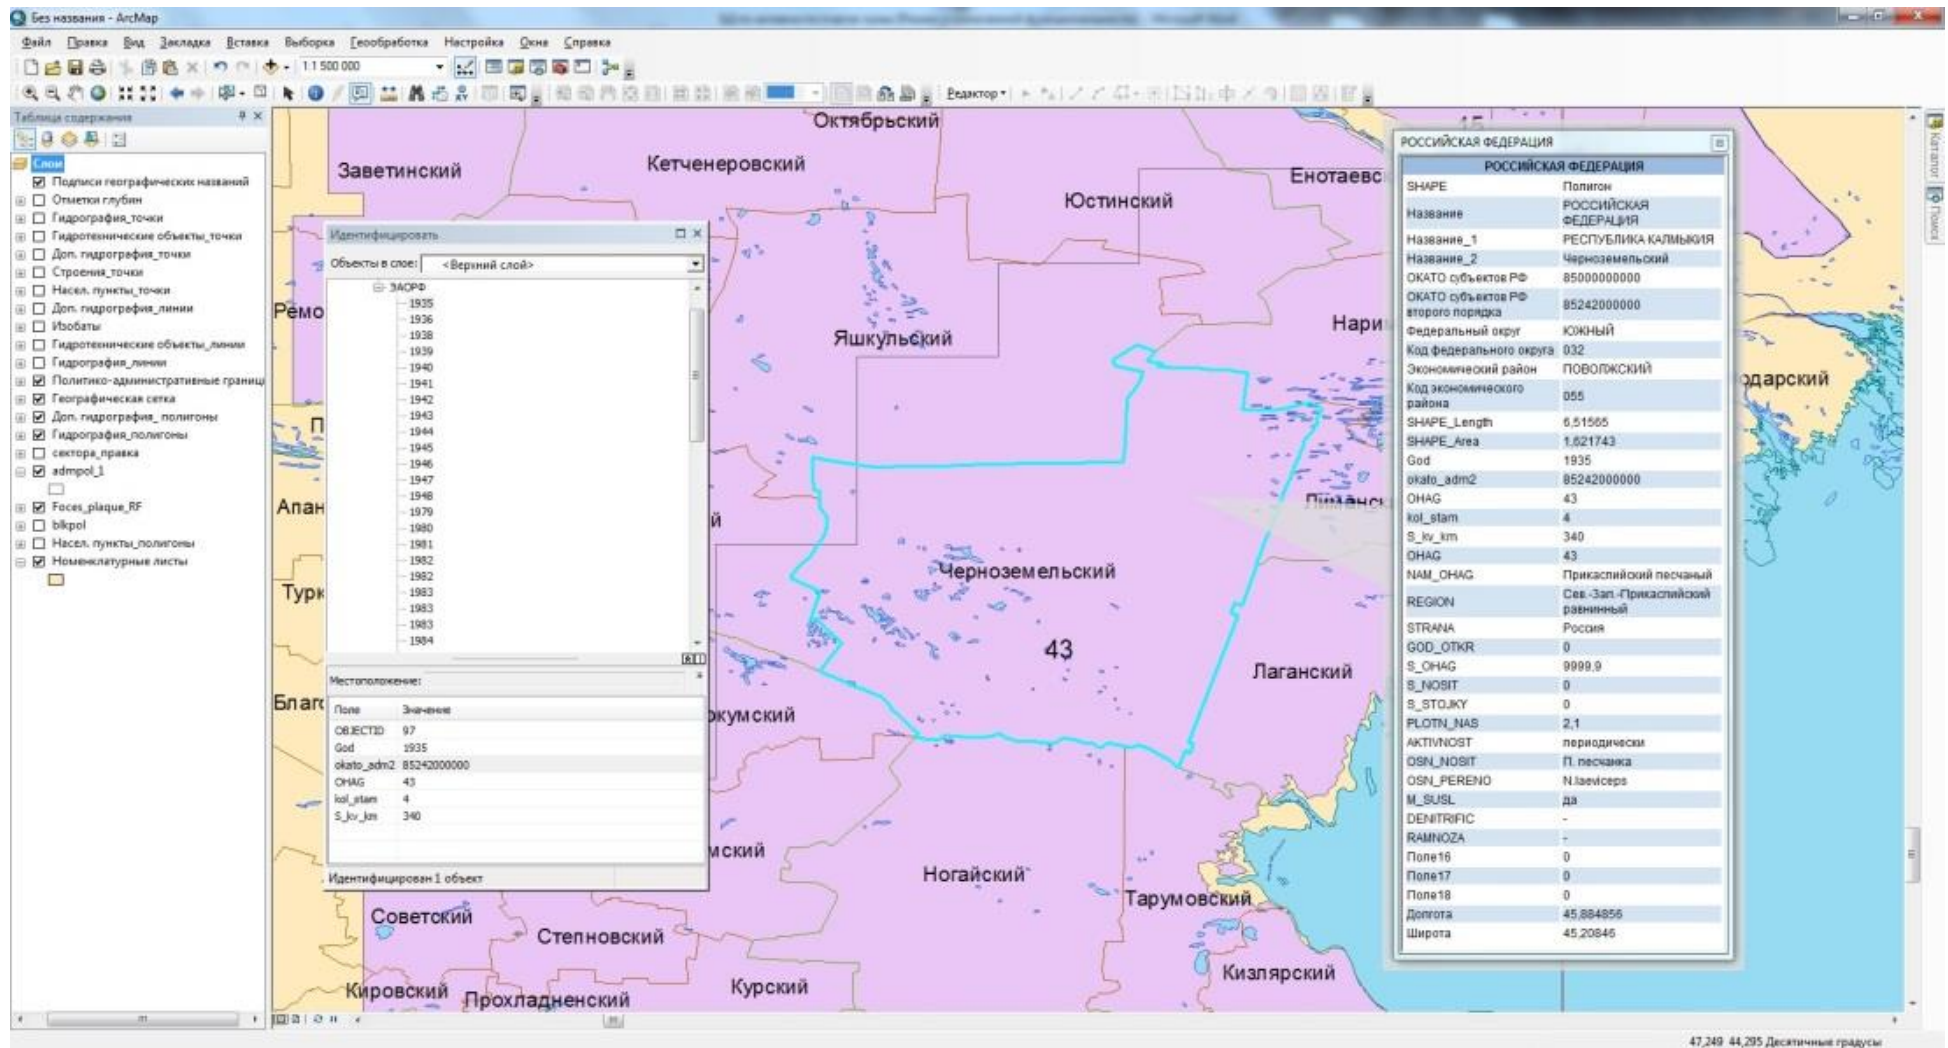 Без названия - ArcMap
Файл Правка Вид Закладка Вставка Выборка Геообработка Настройка Окна Справка
1:1 500 000
Редактор
Таблица содержания
Слои
Подписи географических названий
Отметки глубин
Гидрография_точки
Гидротехнические объекты_точки
Доп. гидрография_точки
Строения_точки
Насел. пункты_точки
Доп. гидрография_линии
Изобаты
Гидротехнические объекты_линии
Гидрография_линии
Политико-административные границ
Географическая сетка
Доп. гидрография_ полигоны
Гидрография_полигоны
сектора_правка
admpol_1
Foces_plaque_RF
blkpol
Насел. пункты_полигоны
Номенклатурные листы
Октябрьский
Заветинский
Кетченеровский
Юстинский
Енотаевс
15
Ремо
Яшкульский
Нари
одарский
П
Апан
Лиманск
й
Черноземельский
Турк
43
Лаганский
Благ
ркумский
мский
Ногайский
Тарумовский
Советский
Степновский
Кизлярский
Кировский
Прохладненский
Курский
Идентифицировать
Объекты в слое: <Верхний слой>
ЗАОРФ
1935
1936
1938
1939
1940
1941
1942
1943
1944
1945
1946
1947
1948
1979
1980
1981
1982
1982
1983
1983
1983
1984
Местоположение:
Поле Значение
OBJECTID 97
God 1935
okato_adm2 85242000000
OHAG 43
kol_stam 4
S_kv_km 340
Идентифицирован 1 объект
РОССИЙСКАЯ ФЕДЕРАЦИЯ
РОССИЙСКАЯ ФЕДЕРАЦИЯ
SHAPE Полигон
Название РОССИЙСКАЯ
ФЕДЕРАЦИЯ
Название_1 РЕСПУБЛИКА КАЛМЫКИЯ
Название_2 Черноземельский
ОКАТО субъектов РФ 85000000000
ОКАТО субъектов РФ
второго порядка 85242000000
Федеральный округ ЮЖНЫЙ
Код федерального округа 032
Экономический район ПОВОЛЖСКИЙ
Код экономического
района 055
SHAPE_Length 6,51565
SHAPE_Area 1,621743
God 1935
okato_adm2 85242000000
OHAG 43
kol_stam 4
S_kv_km 340
OHAG 43
NAM_OHAG Прикаспийский песчаный
REGION Сев.-Зап.-Прикаспийский
равнинный
STRANA Россия
GOD_OTKR 0
S_OHAG 9999,9
S_NOSIT 0
S_STOJKY 0
PLOTN_NAS 2,1
AKTIVNOST периодически
OSN_NOSIT П. песчанка
OSN_PERENO N.laeviceps
M_SUSL да
DENITRIFIC -
RAMNOZA -
Поле16 0
Поле17 0
Поле18 0
Долгота 45,884856
Широта 45,20846
Каталог
Поиск
47,249 44,295 Десятичные градусы